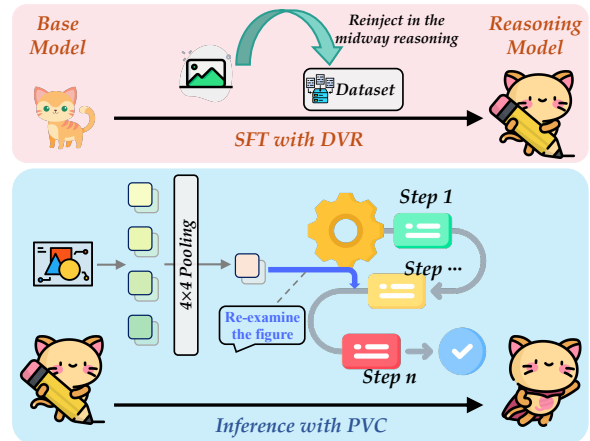 Base
Model
Reinject in the
midway reasoning
Reasoning
Model
Dataset
SFT with DVR
4×4 Pooling
Step 1
Step ···
Re-examine
the figure
Step n
Inference with PVC